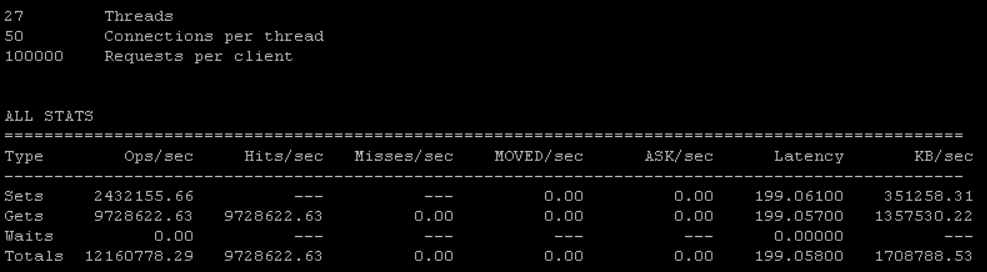 27 Threads
50 Connections per thread
100000 Requests per client
ALL STATS
================================================================================================
Type Ops/sec Hits/sec Misses/sec MOVED/sec ASK/sec Latency KB/sec
------------------------------------------------------------------------------------------------
Sets 2432155.66 --- --- 0.00 0.00 199.06100 351258.31
Gets 9728622.63 9728622.63 0.00 0.00 0.00 199.05700 1357530.22
Waits 0.00 --- --- --- --- 0.00000 ---
Totals 12160778.29 9728622.63 0.00 0.00 0.00 199.05800 1708788.53